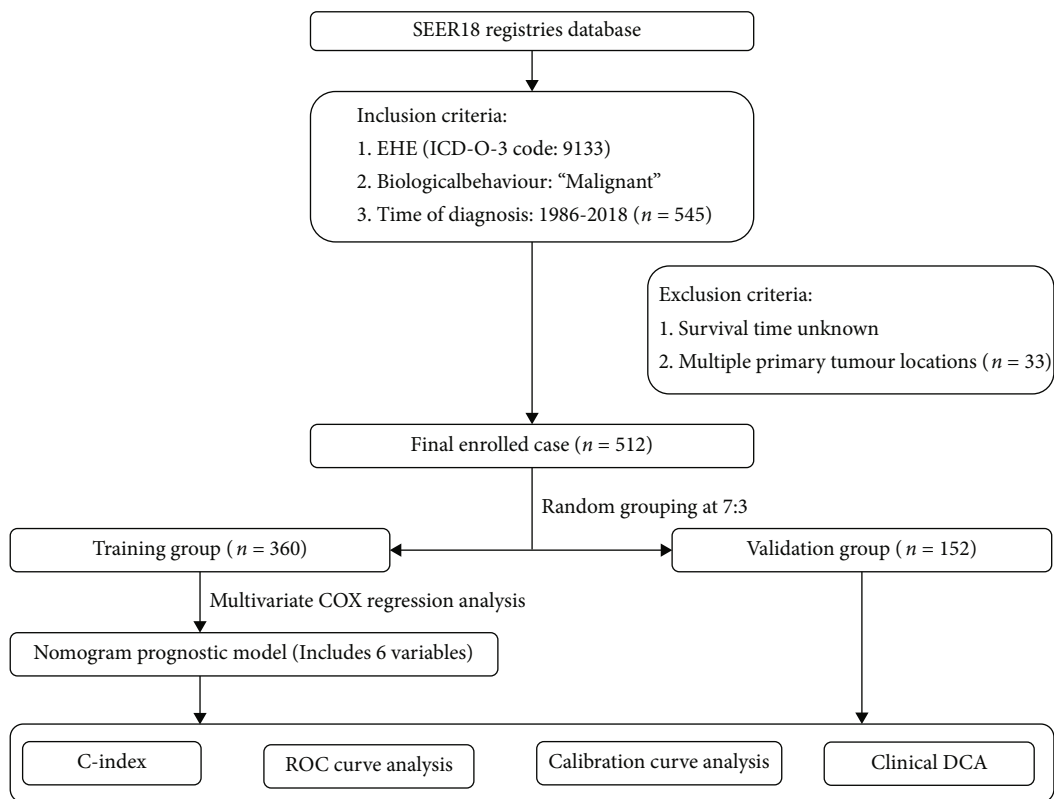 SEER18 registries database
Inclusion criteria:
1. EHE (ICD-O-3 code: 9133)
2. Biologicalbehaviour: “Malignant”
3. Time of diagnosis: 1986-2018 (n = 545)
Exclusion criteria:
1. Survival time unknown
2. Multiple primary tumour locations (n = 33)
Final enrolled case (n = 512)
Random grouping at 7:3
Training group (n = 360)
Validation group (n = 152)
Multivariate COX regression analysis
Nomogram prognostic model (Includes 6 variables)
C-index
ROC curve analysis
Calibration curve analysis
Clinical DCA